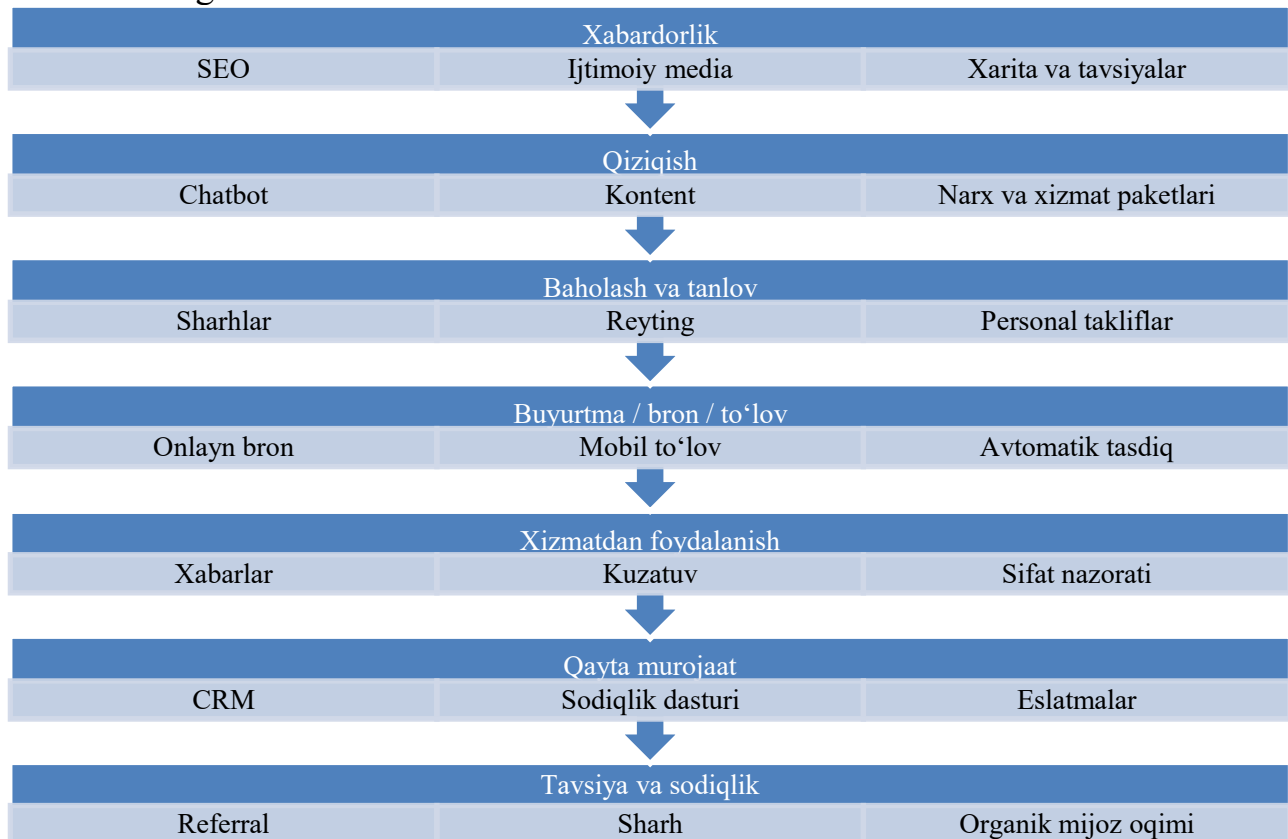 Xabardorlik
SEO Ijtimoiy media Xarita va tavsiyalar
Qiziqish
Chatbot Kontent Narx va xizmat paketlari
Baholash va tanlov
Sharhlar Reyting Personal takliflar
Buyurtma / bron / to‘lov
Onlayn bron Mobil to‘lov Avtomatik tasdiq
Xizmatdan foydalanish
Xabarlar Kuzatuv Sifat nazorati
Qayta murojaat
CRM Sodiqlik dasturi Eslatmalar
Tavsiya va sodiqlik
Referral Sharh Organik mijoz oqimi